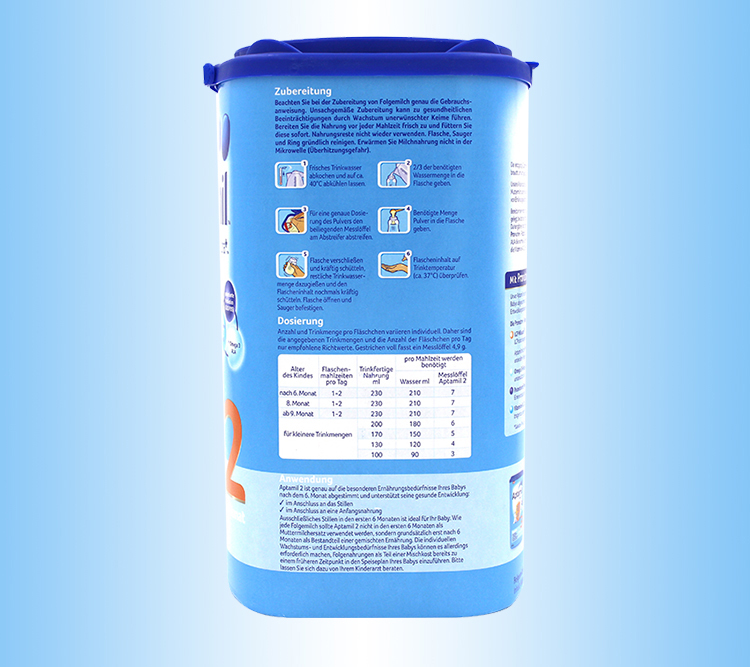 Zubereitung
Beachten Sie bei der Zubereitung von Folgemilch genau die Gebrauchs-
anweisung. Unsachgemäße Zubereitung kann zu gesundheitlichen
Beeinträchtigungen durch Wachstum unerwünschter Keime führen.
Bereiten Sie die Nahrung vor jeder Mahlzeit frisch zu und füttern Sie
diese sofort. Nahrungsreste nicht wieder verwenden. Flasche, Sauger
und Ring gründlich reinigen. Erwärmen Sie Milchnahrung nicht in der
Mikrowelle (Überhitzungsgefahr).
1
Frisches Trinkwasser
abkochen und auf ca.
40°C abkühlen lassen.
2
2/3 der benötigten
Wassermenge in die
Flasche geben.
3
Für eine genaue Dosie-
rung des Pulvers den
beiliegenden Messlöffel
am Abstreifer abstreifen.
4
Benötigte Menge
Pulver in die Flasche
geben.
5
Flasche verschließen
und kräftig schütteln,
restliche Trinkwasser-
menge dazugießen und den
Flascheninhalt nochmals kräftig
schütteln. Flasche öffnen und
Sauger befestigen.
6
Flascheninhalt auf
Trinktemperatur
(ca. 37°C) überprüfen.
Dosierung
Anzahl und Trinkmenge pro Fläschchen variieren individuell. Daher sind
die angegebenen Trinkmengen und die Anzahl der Fläschchen pro Tag
nur empfohlene Richtwerte. Gestrichen voll fasst ein Messlöffel 4,9 g.
pro Mahlzeit werden
benötigt
Alter
des Kindes
Flaschen-
mahlzeiten
pro Tag
Trinkfertige
Nahrung
ml
Wasser ml
Messlöffel
Aptamil 2
nach 6. Monat 1-2 230 210 7
8. Monat 1-2 230 210 7
ab 9. Monat 1-2 230 210 7
für kleinere Trinkmengen
200 180 6
170 150 5
130 120 4
100 90 3
Anwendung
Aptamil 2 ist genau auf die besonderen Ernährungsbedürfnisse Ihres Babys
nach dem 6. Monat abgestimmt und unterstützt seine gesunde Entwicklung:
✓ im Anschluss an das Stillen
✓ im Anschluss an eine Anfangsnahrung
Ausschließliches Stillen in den ersten 6 Monaten ist ideal für Ihr Baby. Wie
jede Folgemilch sollte Aptamil 2 nicht in den ersten 6 Monaten als
Muttermilchersatz verwendet werden, sondern grundsätzlich erst nach 6
Monaten als Bestandteil einer gemischten Ernährung. Die individuellen
Wachstums- und Entwicklungsbedürfnisse Ihres Babys können es allerdings
erforderlich machen, Folgenahrungen als Teil einer Mischkost bereits zu
einem früheren Zeitpunkt in den Speiseplan Ihres Babys einzuführen. Bitte
lassen Sie sich dazu von Ihrem Kinderarzt beraten.
il
2